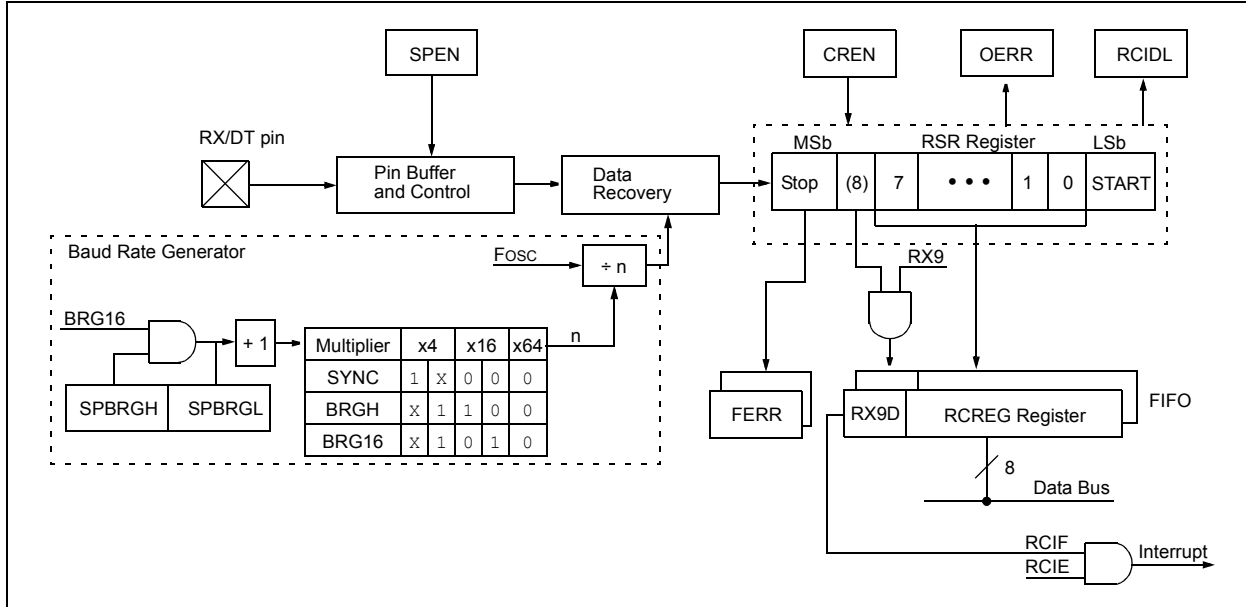 SPEN
CREN
OERR
RCIDL
RX/DT pin
Pin Buffer
and Control
Data
Recovery
MSb
RSR Register
LSb
Stop (8) 7 • • • 1 0 START
Baud Rate Generator
FOSC
÷ n
RX9
BRG16
+ 1
n
SPBRGH SPBRGL
Multiplier x4 x16 x64
SYNC 1 X 0 0 0
BRGH X 1 1 0 0
BRG16 X 1 0 1 0
FERR
RX9D RCREG Register
FIFO
8
Data Bus
RCIF
RCIE
Interrupt